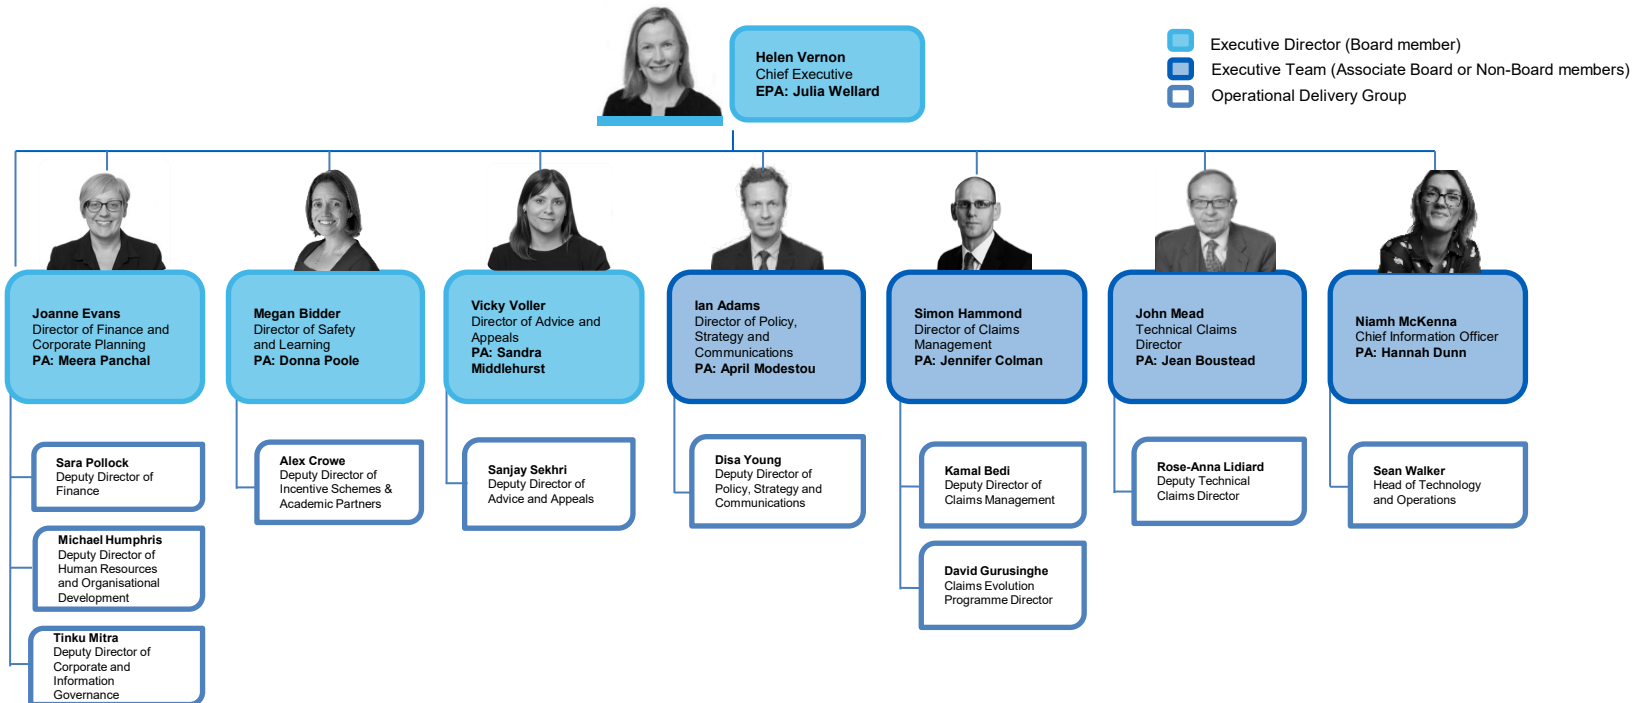 Helen Vernon
Chief Executive
EPA: Julia Wellard
Executive Director (Board member)
Executive Team (Associate Board or Non-Board members)
Operational Delivery Group
Joanne Evans
Director of Finance and
Corporate Planning
PA: Meera Panchal
Megan Bidder
Director of Safety
and Learning
PA: Donna Poole
Vicky Voller
Director of Advice and
Appeals
PA: Sandra
Middlehurst
Ian Adams
Director of Policy,
Strategy and
Communications
PA: April Modestou
Simon Hammond
Director of Claims
Management
PA: Jennifer Colman
John Mead
Technical Claims
Director
PA: Jean Boustead
Niamh McKenna
Chief Information Officer
PA: Hannah Dunn
Sara Pollock
Deputy Director of
Finance
Michael Humphris
Deputy Director of
Human Resources
and Organisational
Development
Tinku Mitra
Deputy Director of
Corporate and
Information
Governance
Alex Crowe
Deputy Director of
Incentive Schemes &
Academic Partners
Sanjay Sekhri
Deputy Director of
Advice and Appeals
Disa Young
Deputy Director of
Policy, Strategy and
Communications
Kamal Bedi
Deputy Director of
Claims Management
David Gurusinghe
Claims Evolution
Programme Director
Rose-Anna Lidiard
Deputy Technical
Claims Director
Sean Walker
Head of Technology
and Operations